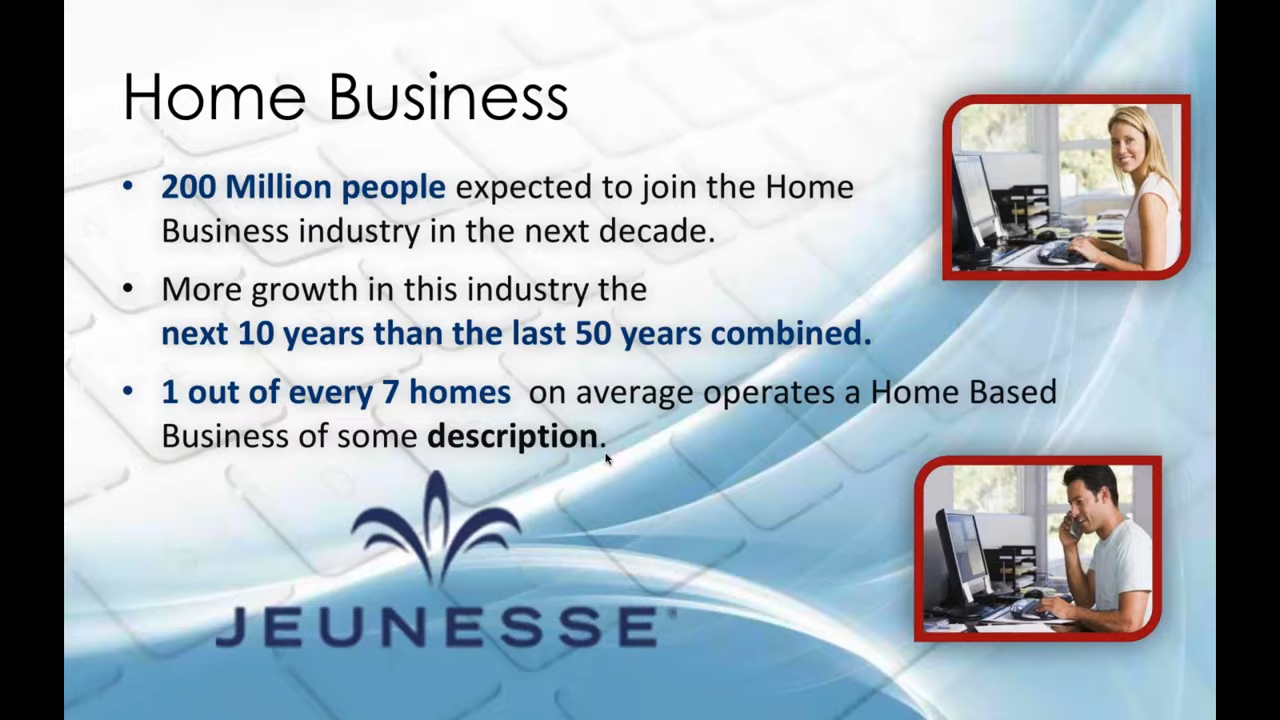 Home Business
• 200 Million people expected to join the Home
Business industry in the next decade.
• More growth in this industry the
next 10 years than the last 50 years combined.
• 1 out of every 7 homes on average operates a Home Based
Business of some description.
JEUNESSE